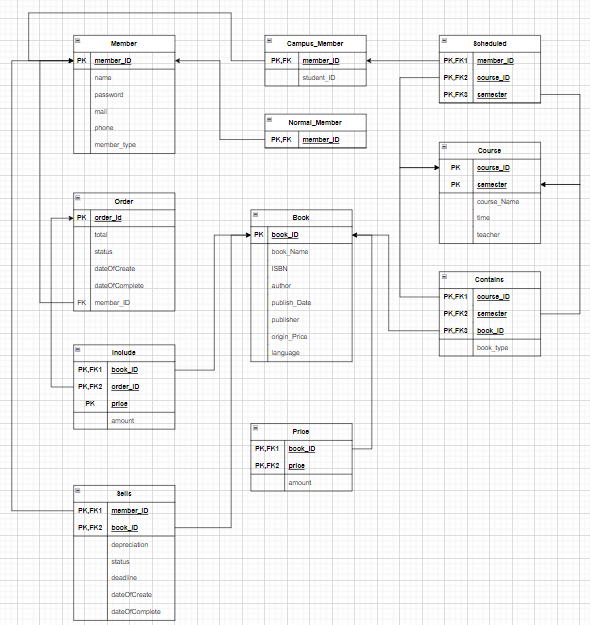 Member
PK member_ID
name
password
mail
phone
member_type
Campus_Member
PK,FK member_ID
student_ID
Normal_Member
PK,FK member_ID
Scheduled
PK,FK1 member_ID
PK,FK2 cource_ID
PK,FK3 semester
Course
PK cource_ID
PK semester
cource_Name
time
teacher
Order
PK order_id
total
status
dateOfCreate
dateOfComplete
FK member_ID
Book
PK book_ID
book_Name
ISBN
author
publish_Date
publisher
origin_Price
language
Contains
PK,FK1 cource_ID
PK,FK2 semester
PK,FK3 book_ID
book_type
Include
PK,FK1 book_ID
PK,FK2 order_ID
PK price
amount
Price
PK,FK1 book_ID
PK,FK2 price
amount
Sells
PK,FK1 member_ID
PK,FK2 book_ID
depreciation
status
deadline
dateOfCreate
dateOfComplete